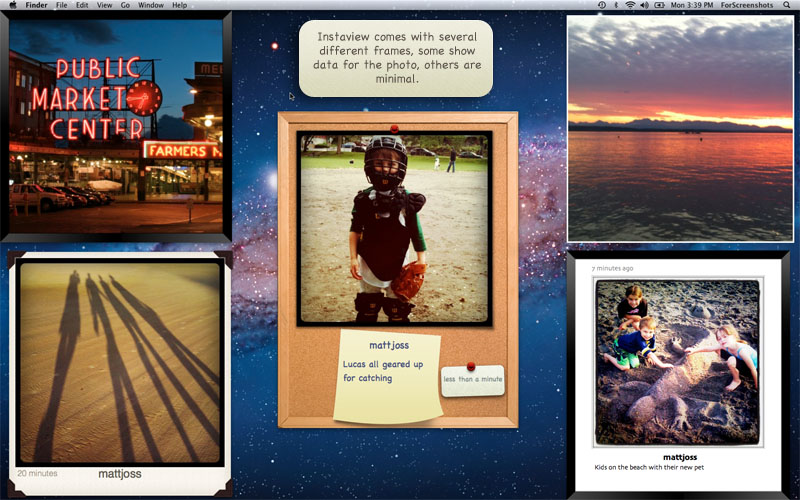 Finder File Edit View Go Window Help
Mon 3:39 PM ForScreenshots
PUBLIC
MARKET
CENTER
FARMERS M
Instaview comes with several
different frames, some show
data for the photo, others are
minimal.
mattjoss
Lucas all geared up
for catching
less than a minute
20 minutes mattjoss
7 minutes ago
mattjoss
Kids on the beach with their new pet